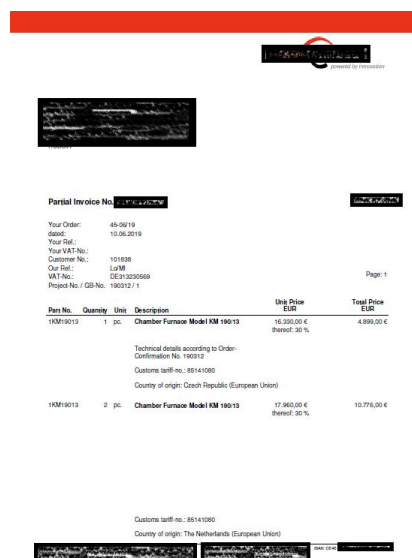 powered by renovation
Partial Invoice No.
Your Order: 45-06/19
dated: 10.06.2019
Your Ref.:
Your VAT-No.:
Customer No.: 101838
Our Ref.: Lo/MI
VAT-No.: DE313230569
Project-No. / GB-No. 190312 / 1
Page: 1
Part No. Quantity Unit Description Unit Price EUR Total Price EUR
1KM19013 1 pc. Chamber Furnace Model KM 190/13 16.330,00 € 4.899,00 €
thereof: 30 %
Technical details according to Order-
Confirmation No. 190312
Customs tariff-no.: 85141080
Country of origin: Czech Republic (European Union)
1KM19013 2 pc. Chamber Furnace Model KM 190/13 17.960,00 € 10.776,00 €
thereof: 30 %
Customs tariff-no.: 85141080
Country of origin: The Netherlands (European Union)